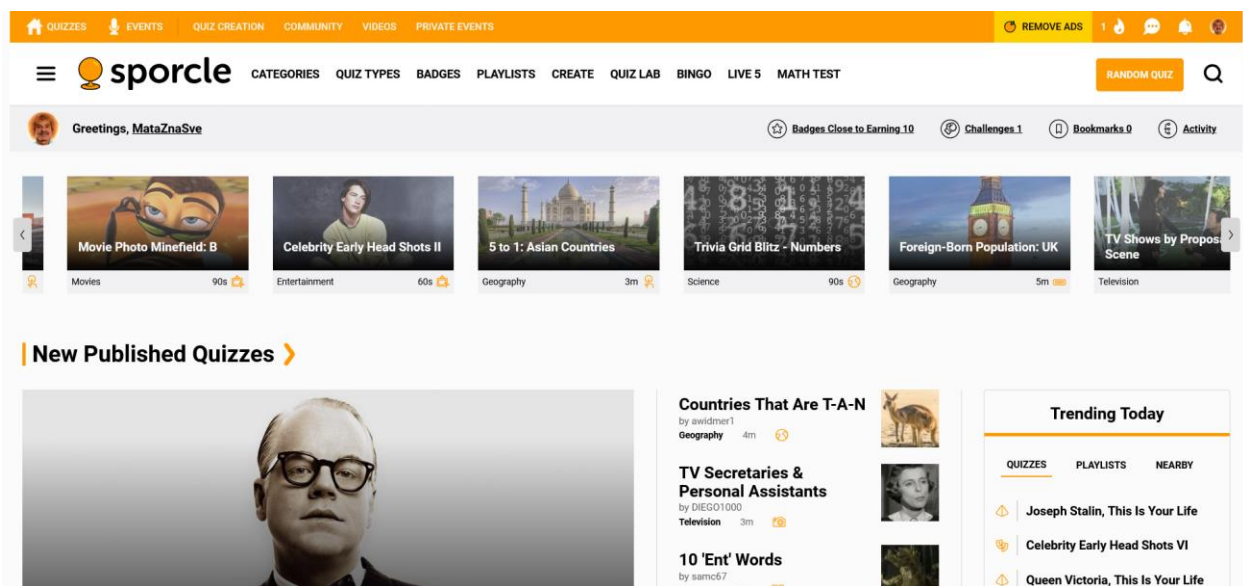 QUIZZES EVENTS QUIZ CREATION COMMUNITY VIDEOS PRIVATE EVENTS REMOVE ADS 1
sporcle CATEGORIES QUIZ TYPES BADGES PLAYLISTS CREATE QUIZ LAB BINGO LIVE 5 MATH TEST RANDOM QUIZ
Greetings, MataZnaSve Badges Close to Earning 10 Challenges 1 Bookmarks 0 Activity
Movie Photo Minefield: B
Movies 90s
Celebrity Early Head Shots II
Entertainment 60s
5 to 1: Asian Countries
Geography 3m
Trivia Grid Blitz - Numbers
Science 90s
Foreign-Born Population: UK
Geography 5m
TV Shows by
Scene
Television
New Published Quizzes
Countries That Are T-A-N
by awidmer1
Geography 4m
TV Secretaries &
Personal Assistants
by DIEGO1000
Television 3m
10 'Ent' Words
by samc67
Trending Today
QUIZZES PLAYLISTS NEARBY
Joseph Stalin, This Is Your Life
Celebrity Early Head Shots VI
Queen Victoria, This Is Your Life